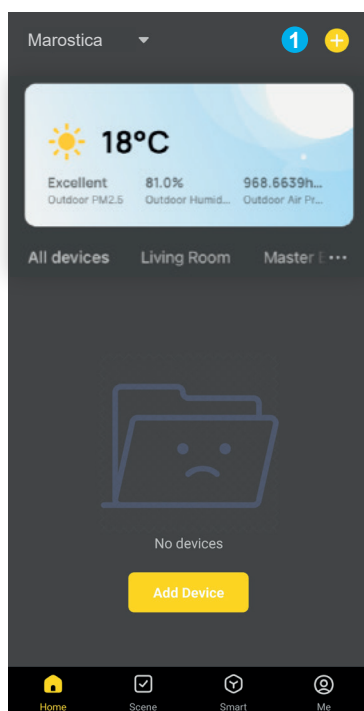 Marostica
1
18°C
Excellent 81.0% 968.6639h...
Outdoor PM2.5 Outdoor Humid... Outdoor Air Pr...
All devices Living Room Master
No devices
Add Device
Home Scene Smart Me